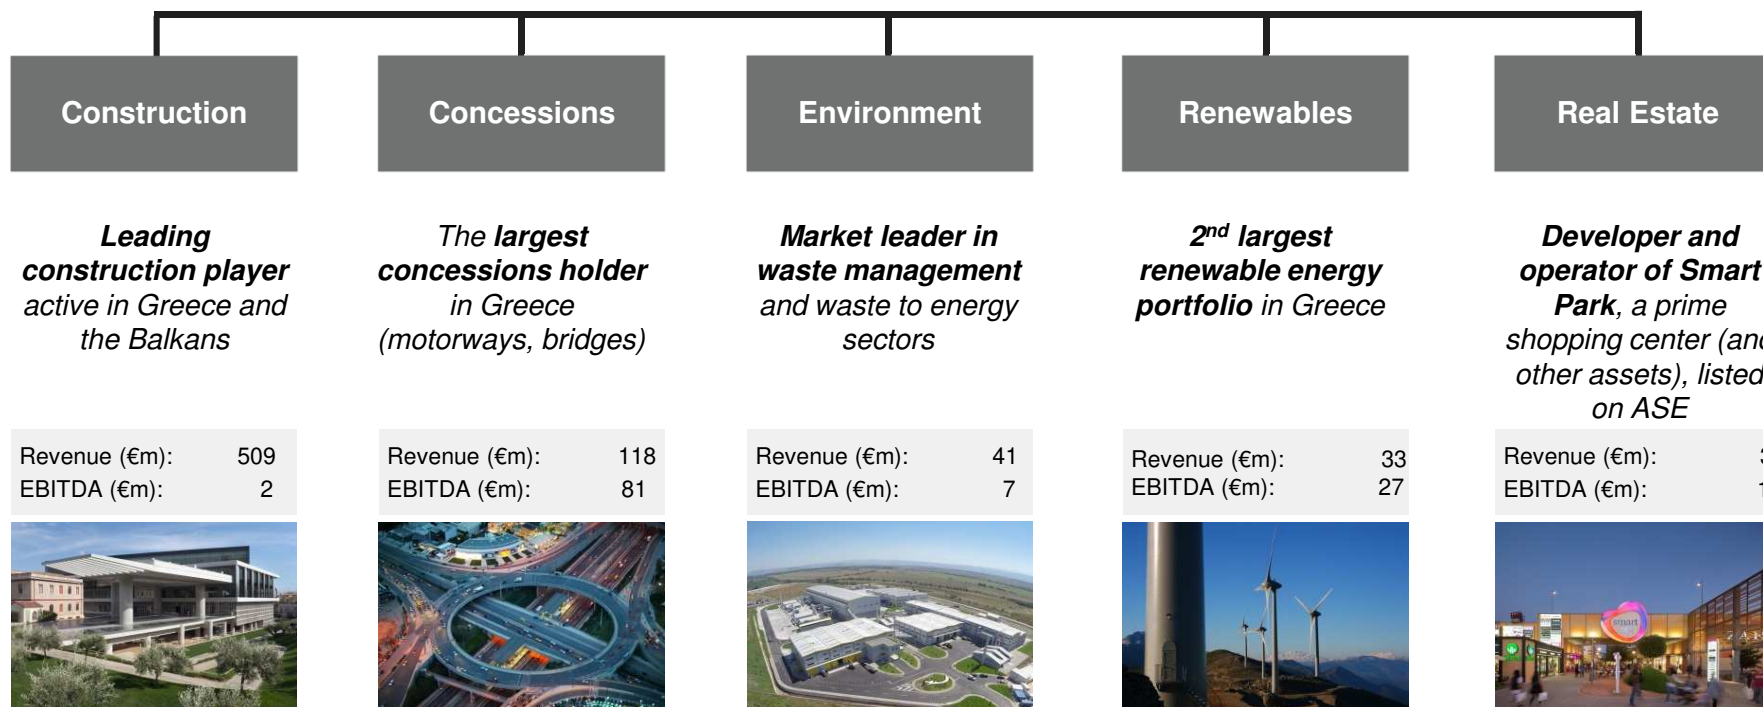 Construction
Concessions
Environment
Renewables
Real Estate
Leading
construction player
active in Greece and
the Balkans
The largest
concessions holder
in Greece
(motorways, bridges)
Market leader in
waste management
and waste to energy
sectors
2nd largest
renewable energy
portfolio in Greece
Developer and
operator of Smart
Park, a prime
shopping center (and
other assets), listed
on ASE
Revenue (€m): 509
EBITDA (€m): 2
Revenue (€m): 118
EBITDA (€m): 81
Revenue (€m): 41
EBITDA (€m): 7
Revenue (€m): 33
EBITDA (€m): 27
Revenue (€m):
EBITDA (€m):
smart